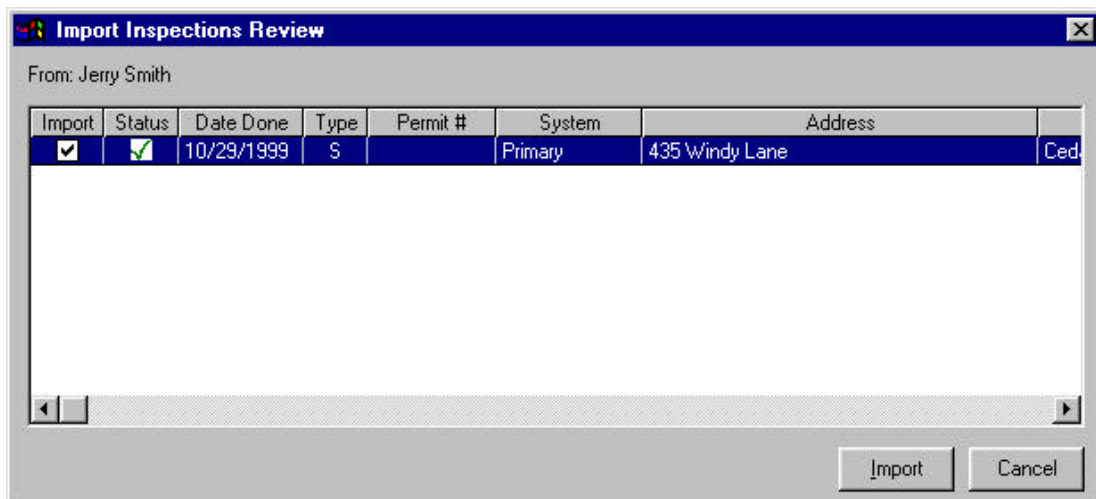 Import Inspections Review
From: Jerry Smith
Import Status Date Done Type Permit # System Address
10/29/1999 S Primary 435 Windy Lane
Import Cancel